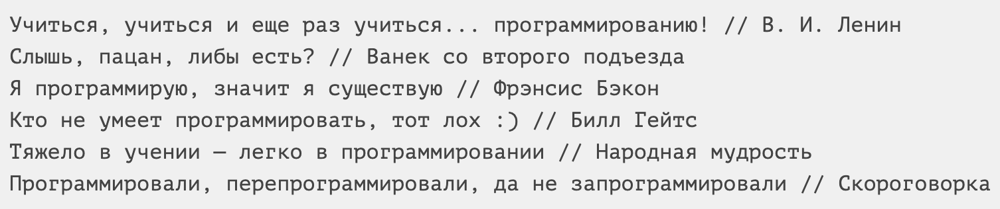 Учиться, учиться и еще раз учиться... программированию! // В. И. Ленин
Слышь, пацан, либы есть? // Ванек со второго подъезда
Я программирую, значит я существую // Фрэнсис Бэкон
Кто не умеет программировать, тот лох :) // Билл Гейтс
Тяжело в учении — легко в программировании // Народная мудрость
Программировали, перепрограммировали, да не запрограммировали // Скороговорка